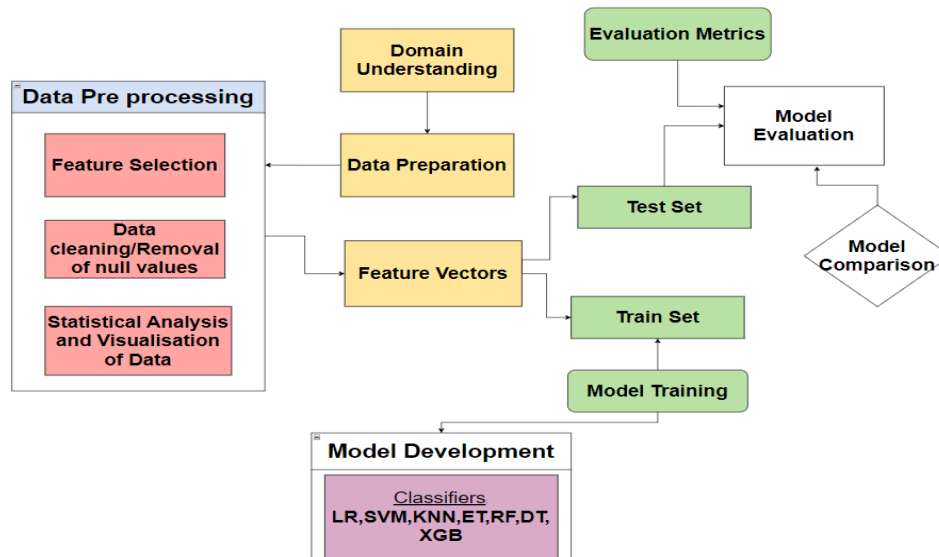 Evaluation Metrics
Domain
Understanding
Data Pre processing
Model
Evaluation
Feature Selection
Data Preparation
Test Set
Data
cleaning/Removal
of null values
Feature Vectors
Model
Comparison
Statistical Analysis
and Visualisation
of Data
Train Set
Model Training
Model Development
Classifiers
LR,SVM,KNN,ET,RF,DT,
XGB